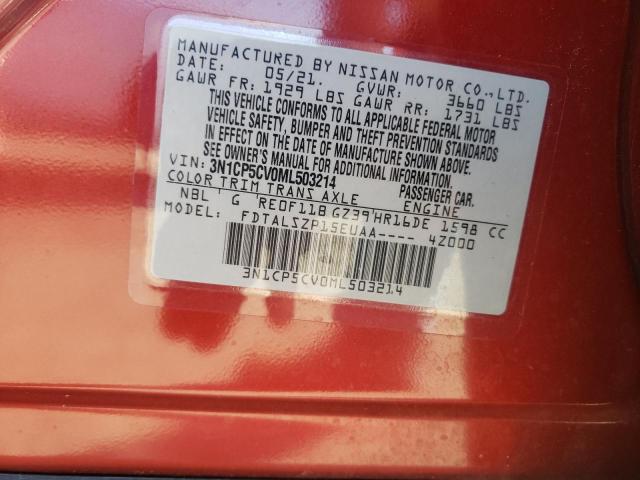 MANUFACTURED BY NISSAN MOTOR CO.,LTD.
DATE: 05/21. GVWR: 3660 LBS
GAWR FR: 1929 LBS GAWR RR: 1731 LBS
THIS VEHICLE CONFORMS TO ALL APPLICABLE FEDERAL MOTOR
VEHICLE SAFETY, BUMPER AND THEFT PREVENTION STANDARDS
IN EFFECT ON THE DATE OF MANUFACTURE SHOWN ABOVE.
SEE OWNER'S MANUAL FOR ADDITIONAL INFORMATION
VIN: 3N1CP5CV0ML503214 PASSENGER CAR.
COLOR TRIM TRANS AXLE ENGINE
NBL G RE0F11B GZ39 HR16DE 1598 CC
MODEL: FDTALSZP15EUAA---- 4Z000
3N1CP5CV0ML503214